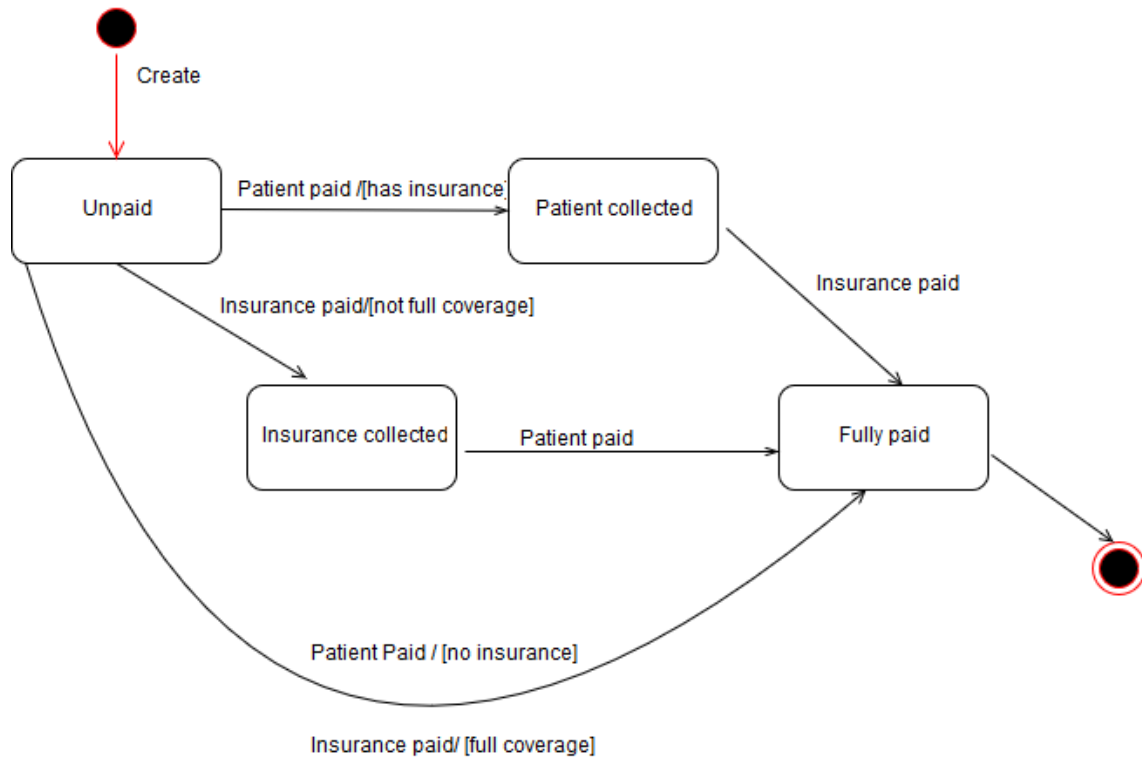 Create
Unpaid
Patient paid /[has insurance]
Patient collected
Insurance paid
Insurance paid/[not full coverage]
Insurance collected
Patient paid
Fully paid
Patient Paid / [no insurance]
Insurance paid/ [full coverage]